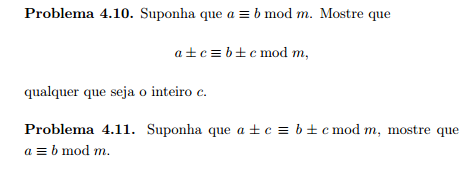 Problema 4.10. Suponha que a ≡ b mod m. Mostre que
a ± c ≡ b ± c mod m,
qualquer que seja o inteiro c.
Problema 4.11. Suponha que a ± c ≡ b ± c mod m, mostre que
a ≡ b mod m.